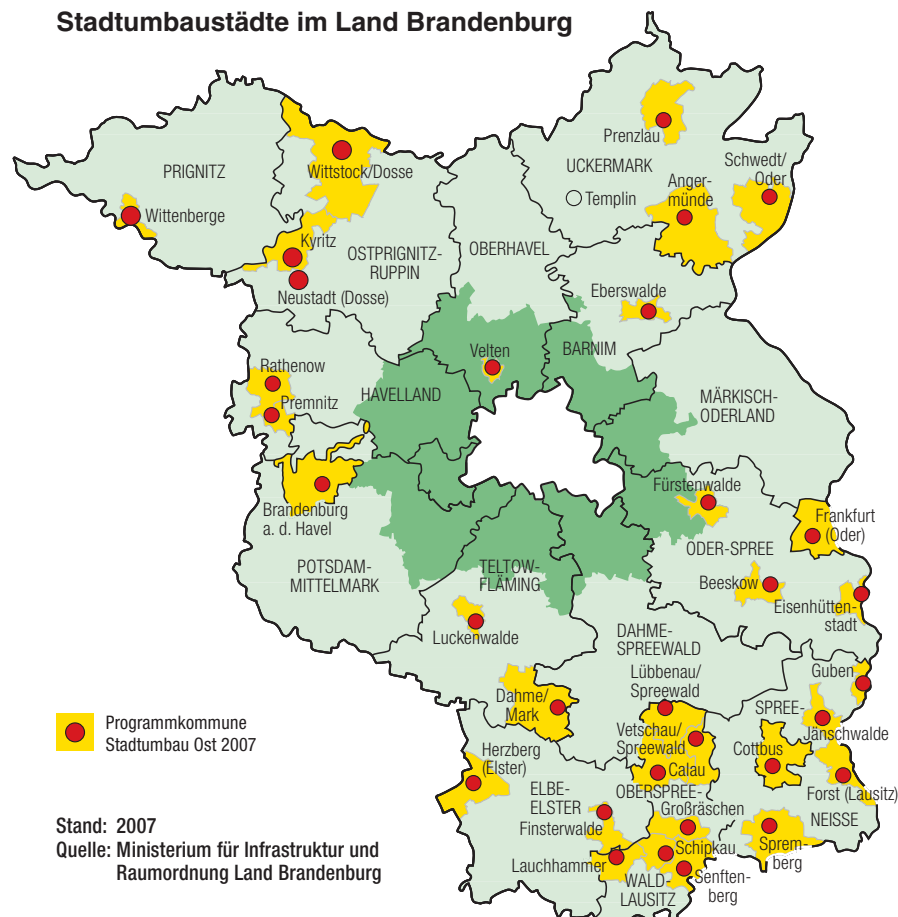 Stadtumbaustädte im Land Brandenburg
Prenzlau
UCKERMARK
Schwedt/
Oder
PRIGNITZ
Wittstock/Dosse
Anger-
münde
Templin
Wittenberge
Kyritz
OSTPRIGNITZ-
RUPPIN
OBERHAVEL
Neustadt (Dosse)
Eberswalde
Velten
BARNIM
Rathenow
HAVELLAND
Premnitz
MÄRKISCH-
ODERLAND
Fürstenwalde
Brandenburg
a. d. Havel
Frankfurt
(Oder)
ODER-SPREE
POTSDAM-
MITTELMARK
TELTOW-
FLÄMING
Beeskow
Eisenhütten-
stadt
Luckenwalde
DAHME-
SPREEWALD
Lübbenau/
Spreewald
Guben
Dahme/
Mark
SPREE-
Jänschwalde
Vetschau/
Spreewald
Cottbus
Programmkommune
Stadtumbau Ost 2007
Herzberg
(Elster)
Calau
Forst (Lausitz)
ELBE-
ELSTER
OBERSPREE-
Großräschen
NEISSE
Finsterwalde
Schipkau
Sprem-
berg
Lauchhammer
WALD-
LAUSITZ
Senften-
berg
Stand: 2007
Quelle: Ministerium für Infrastruktur und
Raumordnung Land Brandenburg